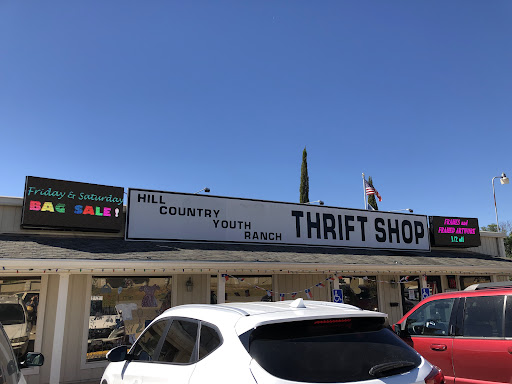 Friday & Saturday
BAG SALE!
HILL
COUNTRY
YOUTH
RANCH
THRIFT SHOP
FRAMES and
FRAMED ARTWORK
1/2 off